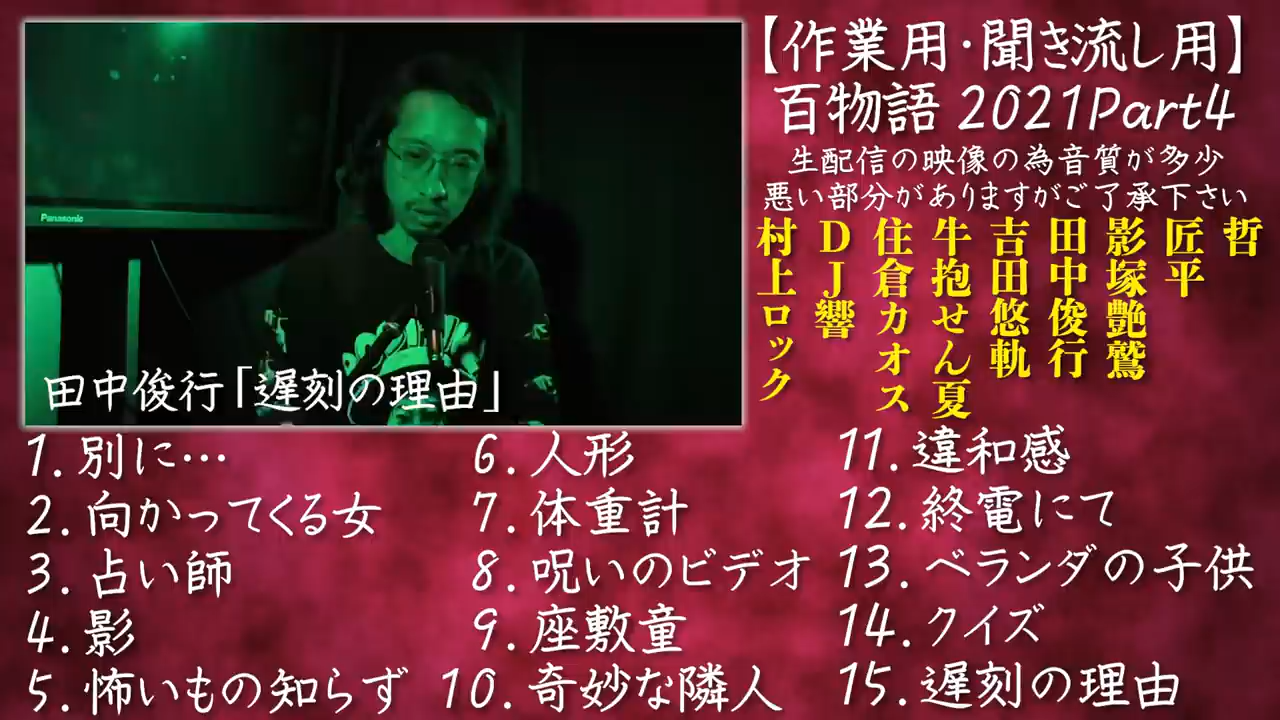 【作業用・聞き流し用】
百物語 2021Part4
生配信の映像の為音質が多少
悪い部分がありますがご了承下さい
哲
匠平
影塚艶鷲
田中俊行
吉田悠軌
牛抱せん夏
住倉カオス
DJ響
村上ロック
Panasonic
田中俊行「遅刻の理由」
1. 別に…
2. 向かってくる女
3. 占い師
4. 影
5. 怖いもの知らず
6. 人形
7. 体重計
8. 呪いのビデオ
9. 座敷童
10. 奇妙な隣人
11. 違和感
12. 終電にて
13. ベランダの子供
14. クイズ
15. 遅刻の理由